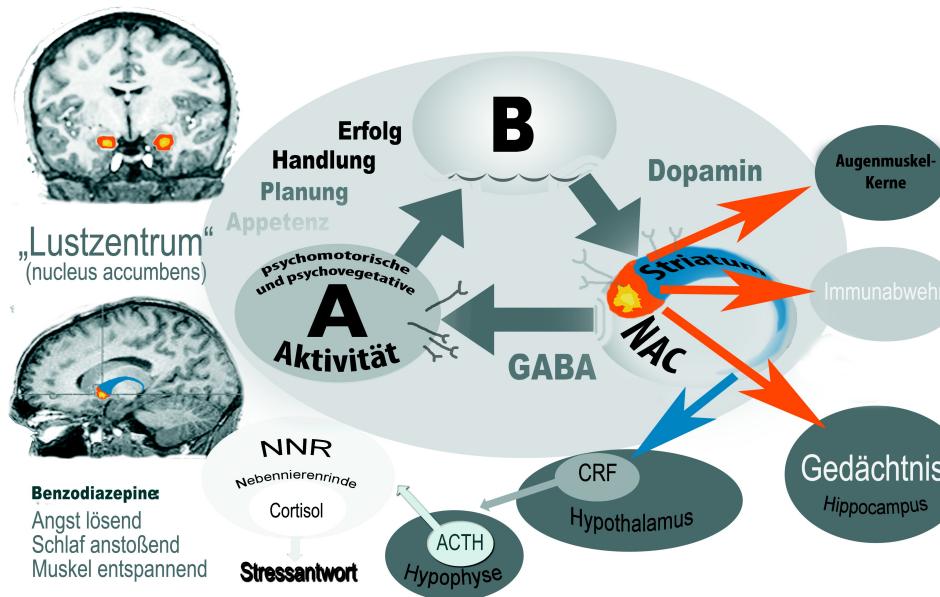 Erfolg
Handlung
Planung
Appetenz
B
Dopamin
Augenmuskel-
Kerne
„Lustzentrum“
(nucleus accumbens)
psychomotorische
und psychovegetative
A
Aktivität
Striatum
NAC
GABA
Immunabwehr
NNR
Nebennierenrinde
Cortisol
Stressantwort
CRF
Hypothalamus
ACTH
Hypophyse
Gedächtnis
Hippocampus
Benzodiazepine:
Angst lösend
Schlaf anstoßend
Muskel entspannend